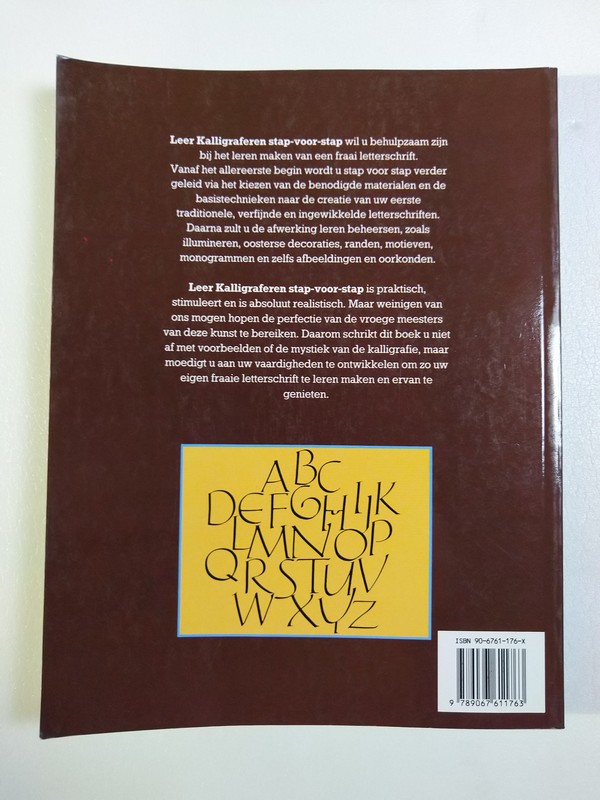 Leer Kalligraferen stap-voor-stap wil u behulpzaam zijn
bij het leren maken van een fraai letterschrift.
Vanaf het allereerste begin wordt u stap voor stap verder
geleid via het kiezen van de benodigde materialen en de
basistechnieken naar de creatie van uw eerste
traditionele, verfijnde en ingewikkelde letterschriften.
Daarna zult u de afwerking leren beheersen, zoals
illumineren, oosterse decoraties, randen, motieven,
monogrammen en zelfs afbeeldingen en oorkonden.
Leer Kalligraferen stap-voor-stap is praktisch,
stimuleert en is absoluut realistisch. Maar weinigen van
ons mogen hopen de perfectie van de vroege meesters
van deze kunst te bereiken. Daarom schrikt dit boek u niet
af met voorbeelden of de mystiek van de kalligrafie, maar
moedigt u aan uw vaardigheden te ontwikkelen om zo uw
eigen fraaie letterschrift te leren maken en ervan te
genieten.
ABC
DEFGHIJK
LMNOP
QRSTUV
WXYZ
ISBN 90-6761-176-X
9 789067 611763